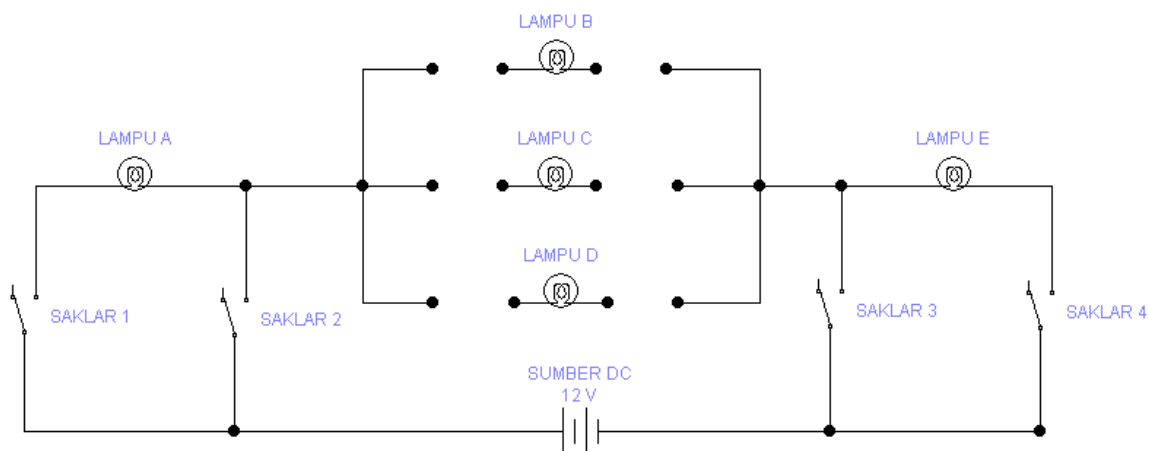 LAMPU B
LAMPU A
LAMPU C
LAMPU E
LAMPU D
SAKLAR 1
SAKLAR 2
SAKLAR 3
SAKLAR 4
SUMBER DC
12 V